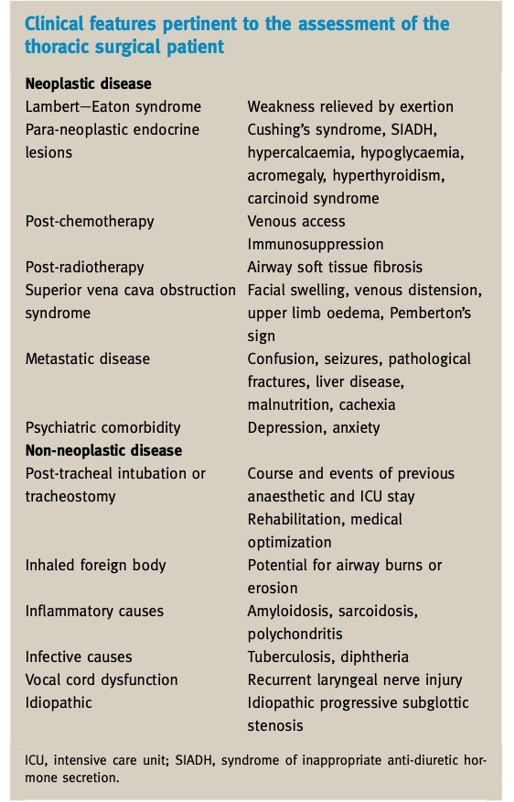 Clinical features pertinent to the assessment of the
thoracic surgical patient
Neoplastic disease
Lambert—Eaton syndrome Weakness relieved by exertion
Para-neoplastic endocrine Cushing's syndrome, SIADH,
lesions hypercalcaemia, hypoglycaemia,
acromegaly, hyperthyroidism,
carcinoid syndrome
Post-chemotherapy Venous access
Immunosuppression
Post-radiotherapy Airway soft tissue fibrosis
Superior vena cava obstruction Facial swelling, venous distension,
syndrome upper limb oedema, Pemberton's
sign
Metastatic disease Confusion, seizures, pathological
fractures, liver disease,
malnutrition, cachexia
Psychiatric comorbidity Depression, anxiety
Non-neoplastic disease
Post-tracheal intubation or Course and events of previous
tracheostomy anaesthetic and ICU stay
Rehabilitation, medical
optimization
Inhaled foreign body Potential for airway burns or
erosion
Inflammatory causes Amyloidosis, sarcoidosis,
polychondritis
Infective causes Tuberculosis, diphtheria
Vocal cord dysfunction Recurrent laryngeal nerve injury
Idiopathic Idiopathic progressive subglottic
stenosis
ICU, intensive care unit; SIADH, syndrome of inappropriate anti-diuretic hor-
mone secretion.